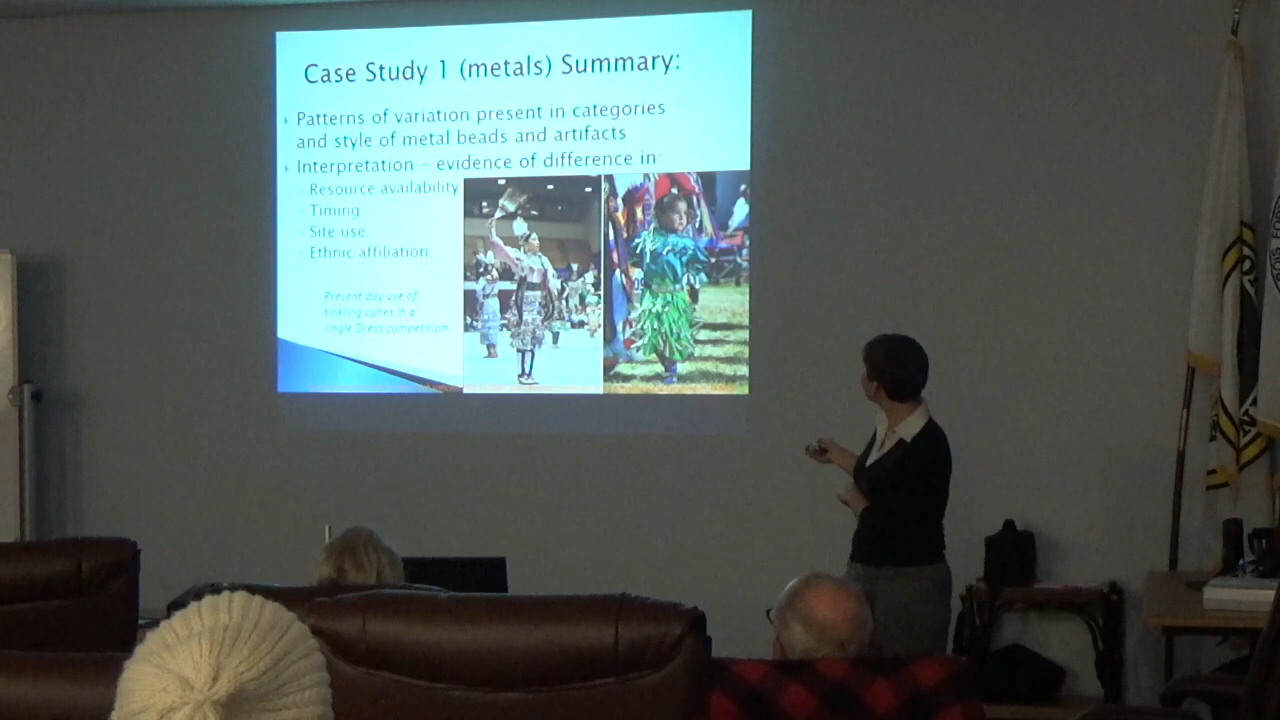 Case Study 1 (metals) Summary:
Patterns of variation present in categories
and style of metal beads and artifacts
Interpretation – evidence of difference in:
Resource availability
Timing
Site use
Ethnic affiliation
Present day use of
tinkling cones in a
Jingle Dress competition